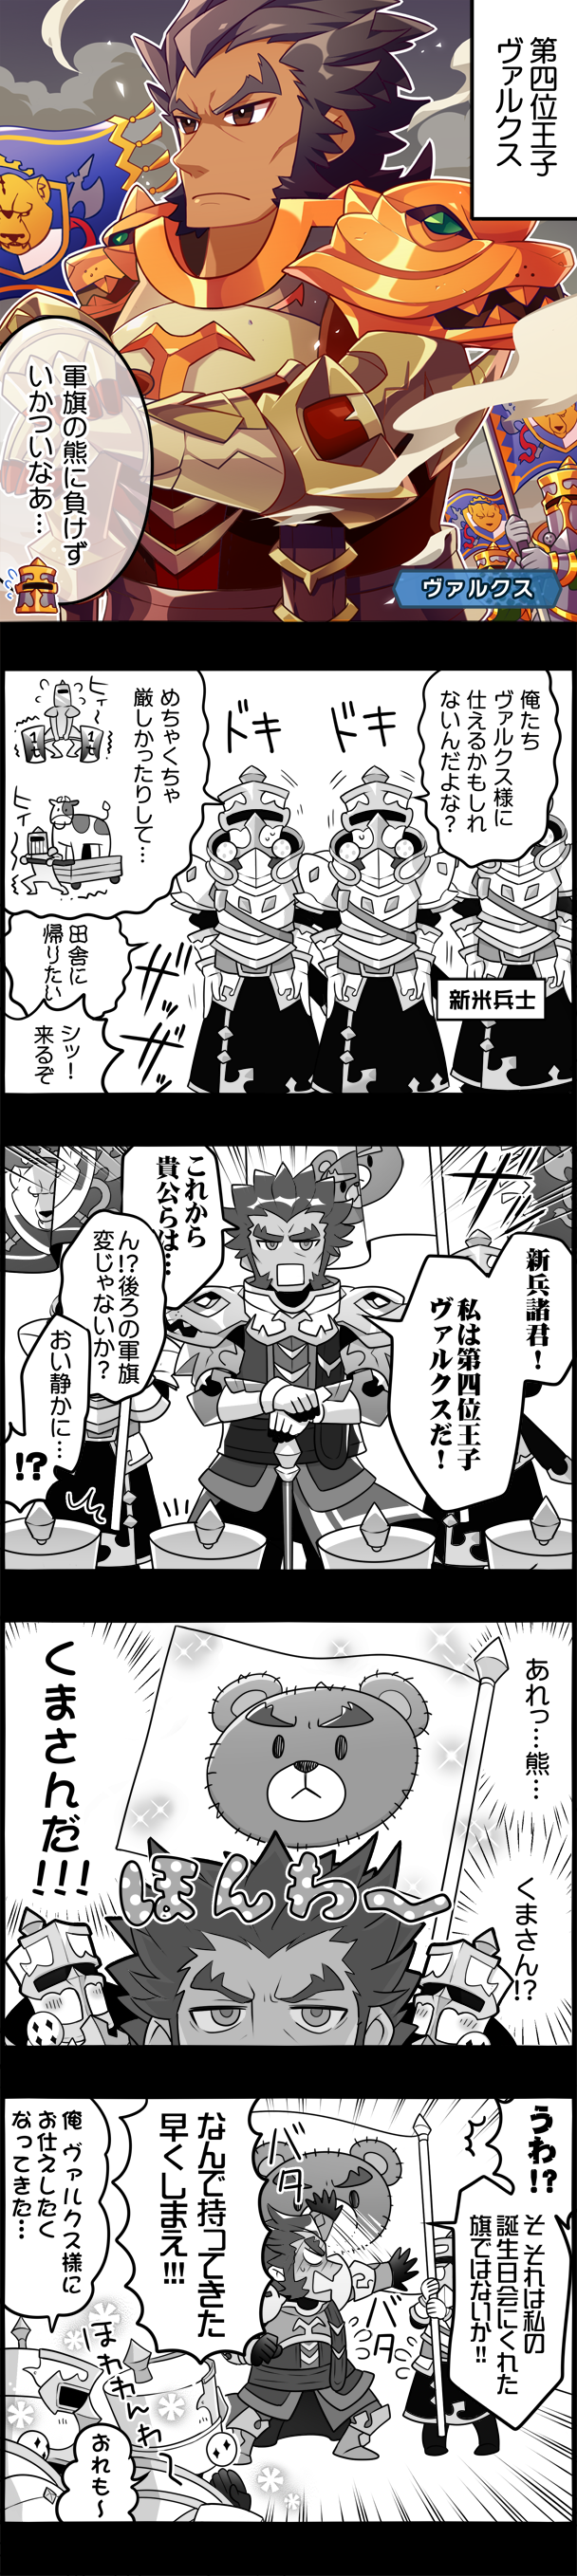 第四位王子
ヴァルクス
軍旗の熊に負けず
いかついなあ…
ヴァルクス
俺たち
ヴァルクス様に
仕えるかもしれ
ないんだよな?
ドキ
ドキ
めちゃくちゃ
厳しかったりして…
ヒィ
1t
1t
ヒィ
新米兵士
田舎に
帰りたい
ザッ
ザッ
シッ!
来るぞ
ザッ
新兵諸君!
私は第四位王子
ヴァルクスだ!
これから
貴公らは…
ん!?後ろの軍旗
変じゃないか?
おい静かに…
!?
あれっ…熊…
くまさん!?
くまさんだ!!!
ほんわ〜
うわ!?
そ それは私の
誕生日会にくれた
旗ではないか!!
バタ
バタ
なんで持ってきた
早くしまえ!!!
俺 ヴァルクス様に
お仕えしたく
なってきた…
ほわわんわ〜
おれも〜